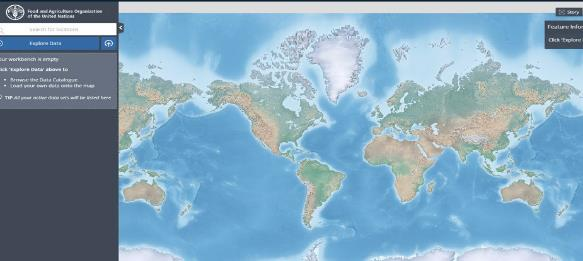 Food and Agriculture Organization
of the United Nations
Search for locations
Explore Data
our workbench is empty
lick 'Explore Data' above to
Browse the Data Catalogue
Load your own data onto the map
TIP All your active data sets will be listed here
Story
Feature Infor
Click 'Explore